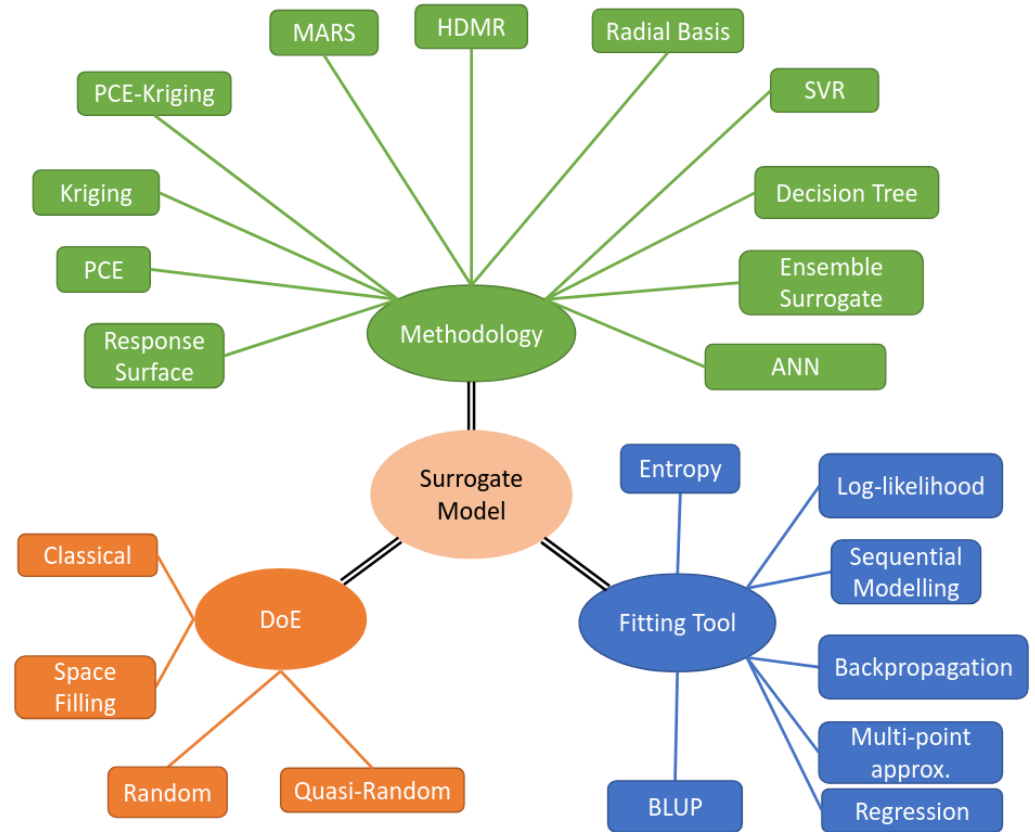 MARS
HDMR
Radial Basis
PCE-Kriging
SVR
Kriging
Decision Tree
PCE
Ensemble
Surrogate
Response
Surface
Methodology
ANN
Surrogate
Model
Entropy
Log-likelihood
Classical
Sequential
Modelling
DoE
Fitting Tool
Space
Filling
Backpropagation
Multi-point
approx.
Random
Quasi-Random
BLUP
Regression